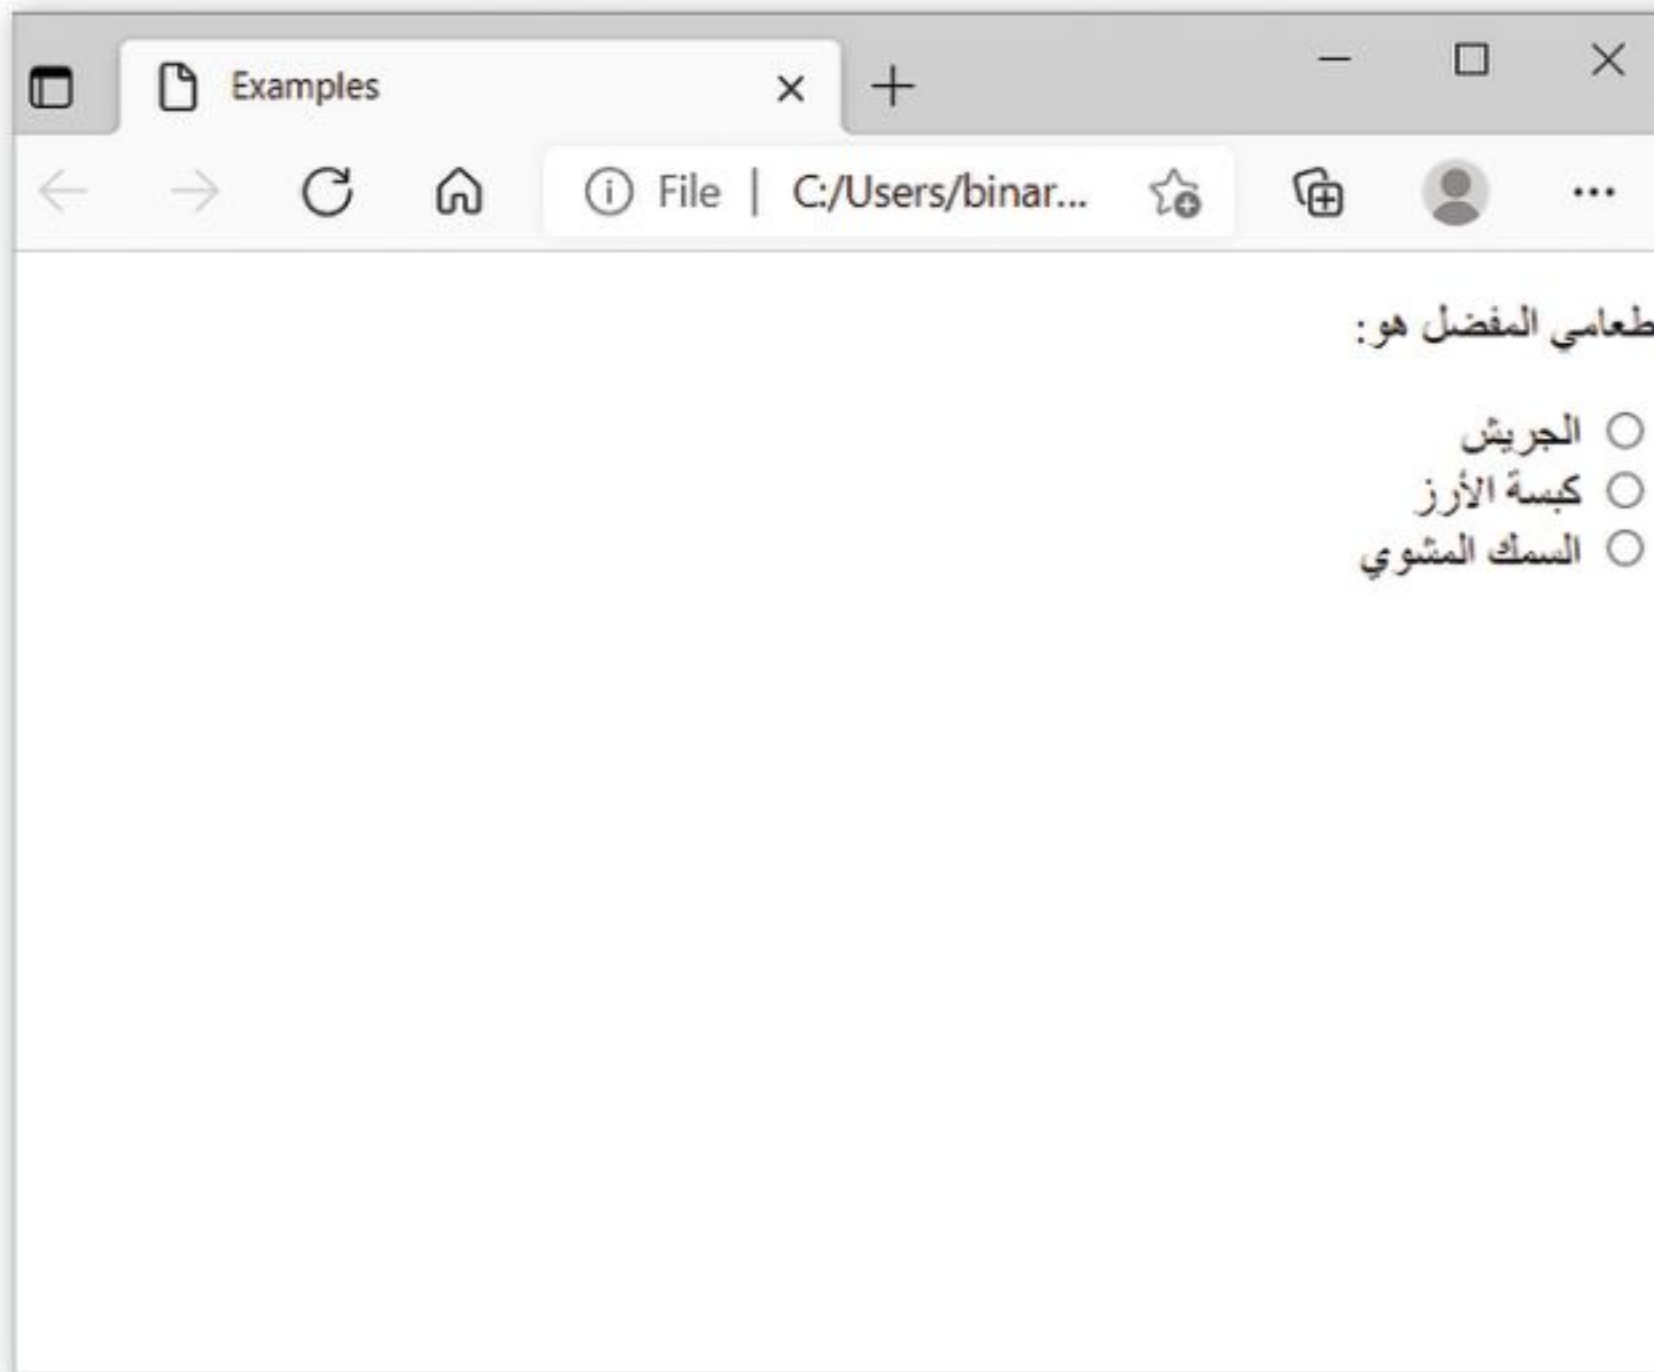 Examples
File | C:/Users/binar...
طعامي المفضل هو:
الجريش
كبسة الأرز
السمك المشوي